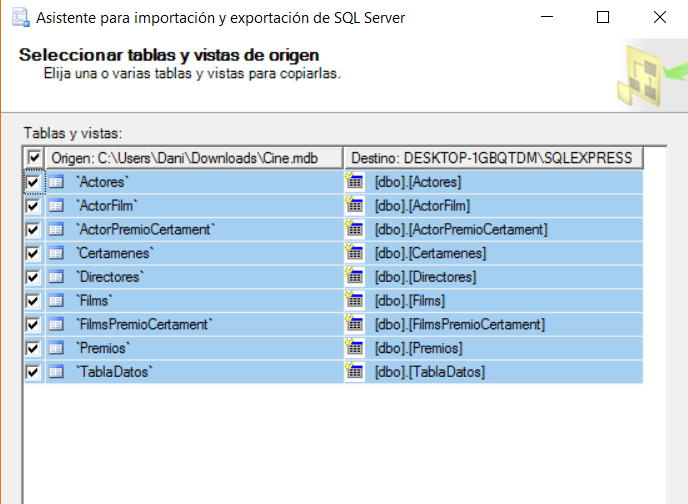 Asistente para importación y exportación de SQL Server
Seleccionar tablas y vistas de origen
Elija una o varias tablas y vistas para copiarlas.
Tablas y vistas:
Origen: C:\Users\Dani\Downloads\Cine.mdb Destino: DESKTOP-1GBQTDM\SQLEXPRESS
`Actores` [dbo].[Actores]
`ActorFilm` [dbo].[ActorFilm]
`ActorPremioCertament` [dbo].[ActorPremioCertament]
`Certamenes` [dbo].[Certamenes]
`Directores` [dbo].[Directores]
`Films` [dbo].[Films]
`FilmsPremioCertament` [dbo].[FilmsPremioCertament]
`Premios` [dbo].[Premios]
`TablaDatos` [dbo].[TablaDatos]